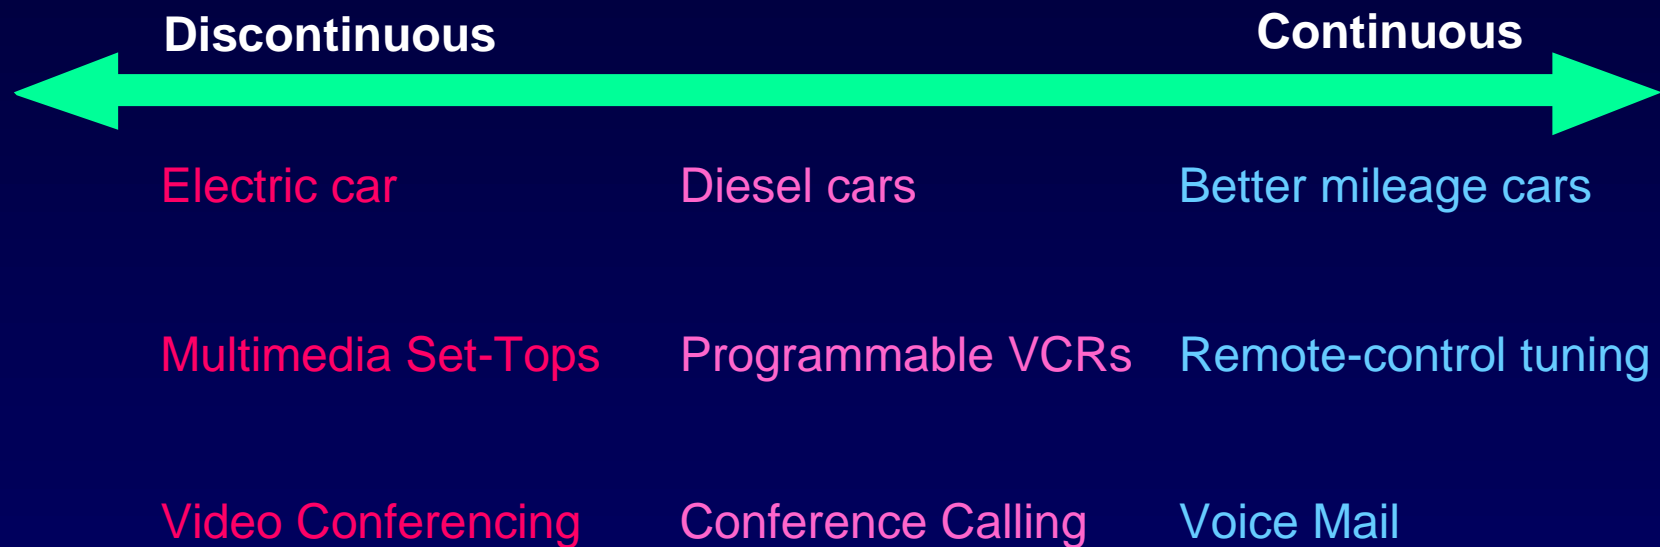 Discontinuous Continuous
Electric car Diesel cars Better mileage cars
Multimedia Set-Tops Programmable VCRs Remote-control tuning
Video Conferencing Conference Calling Voice Mail